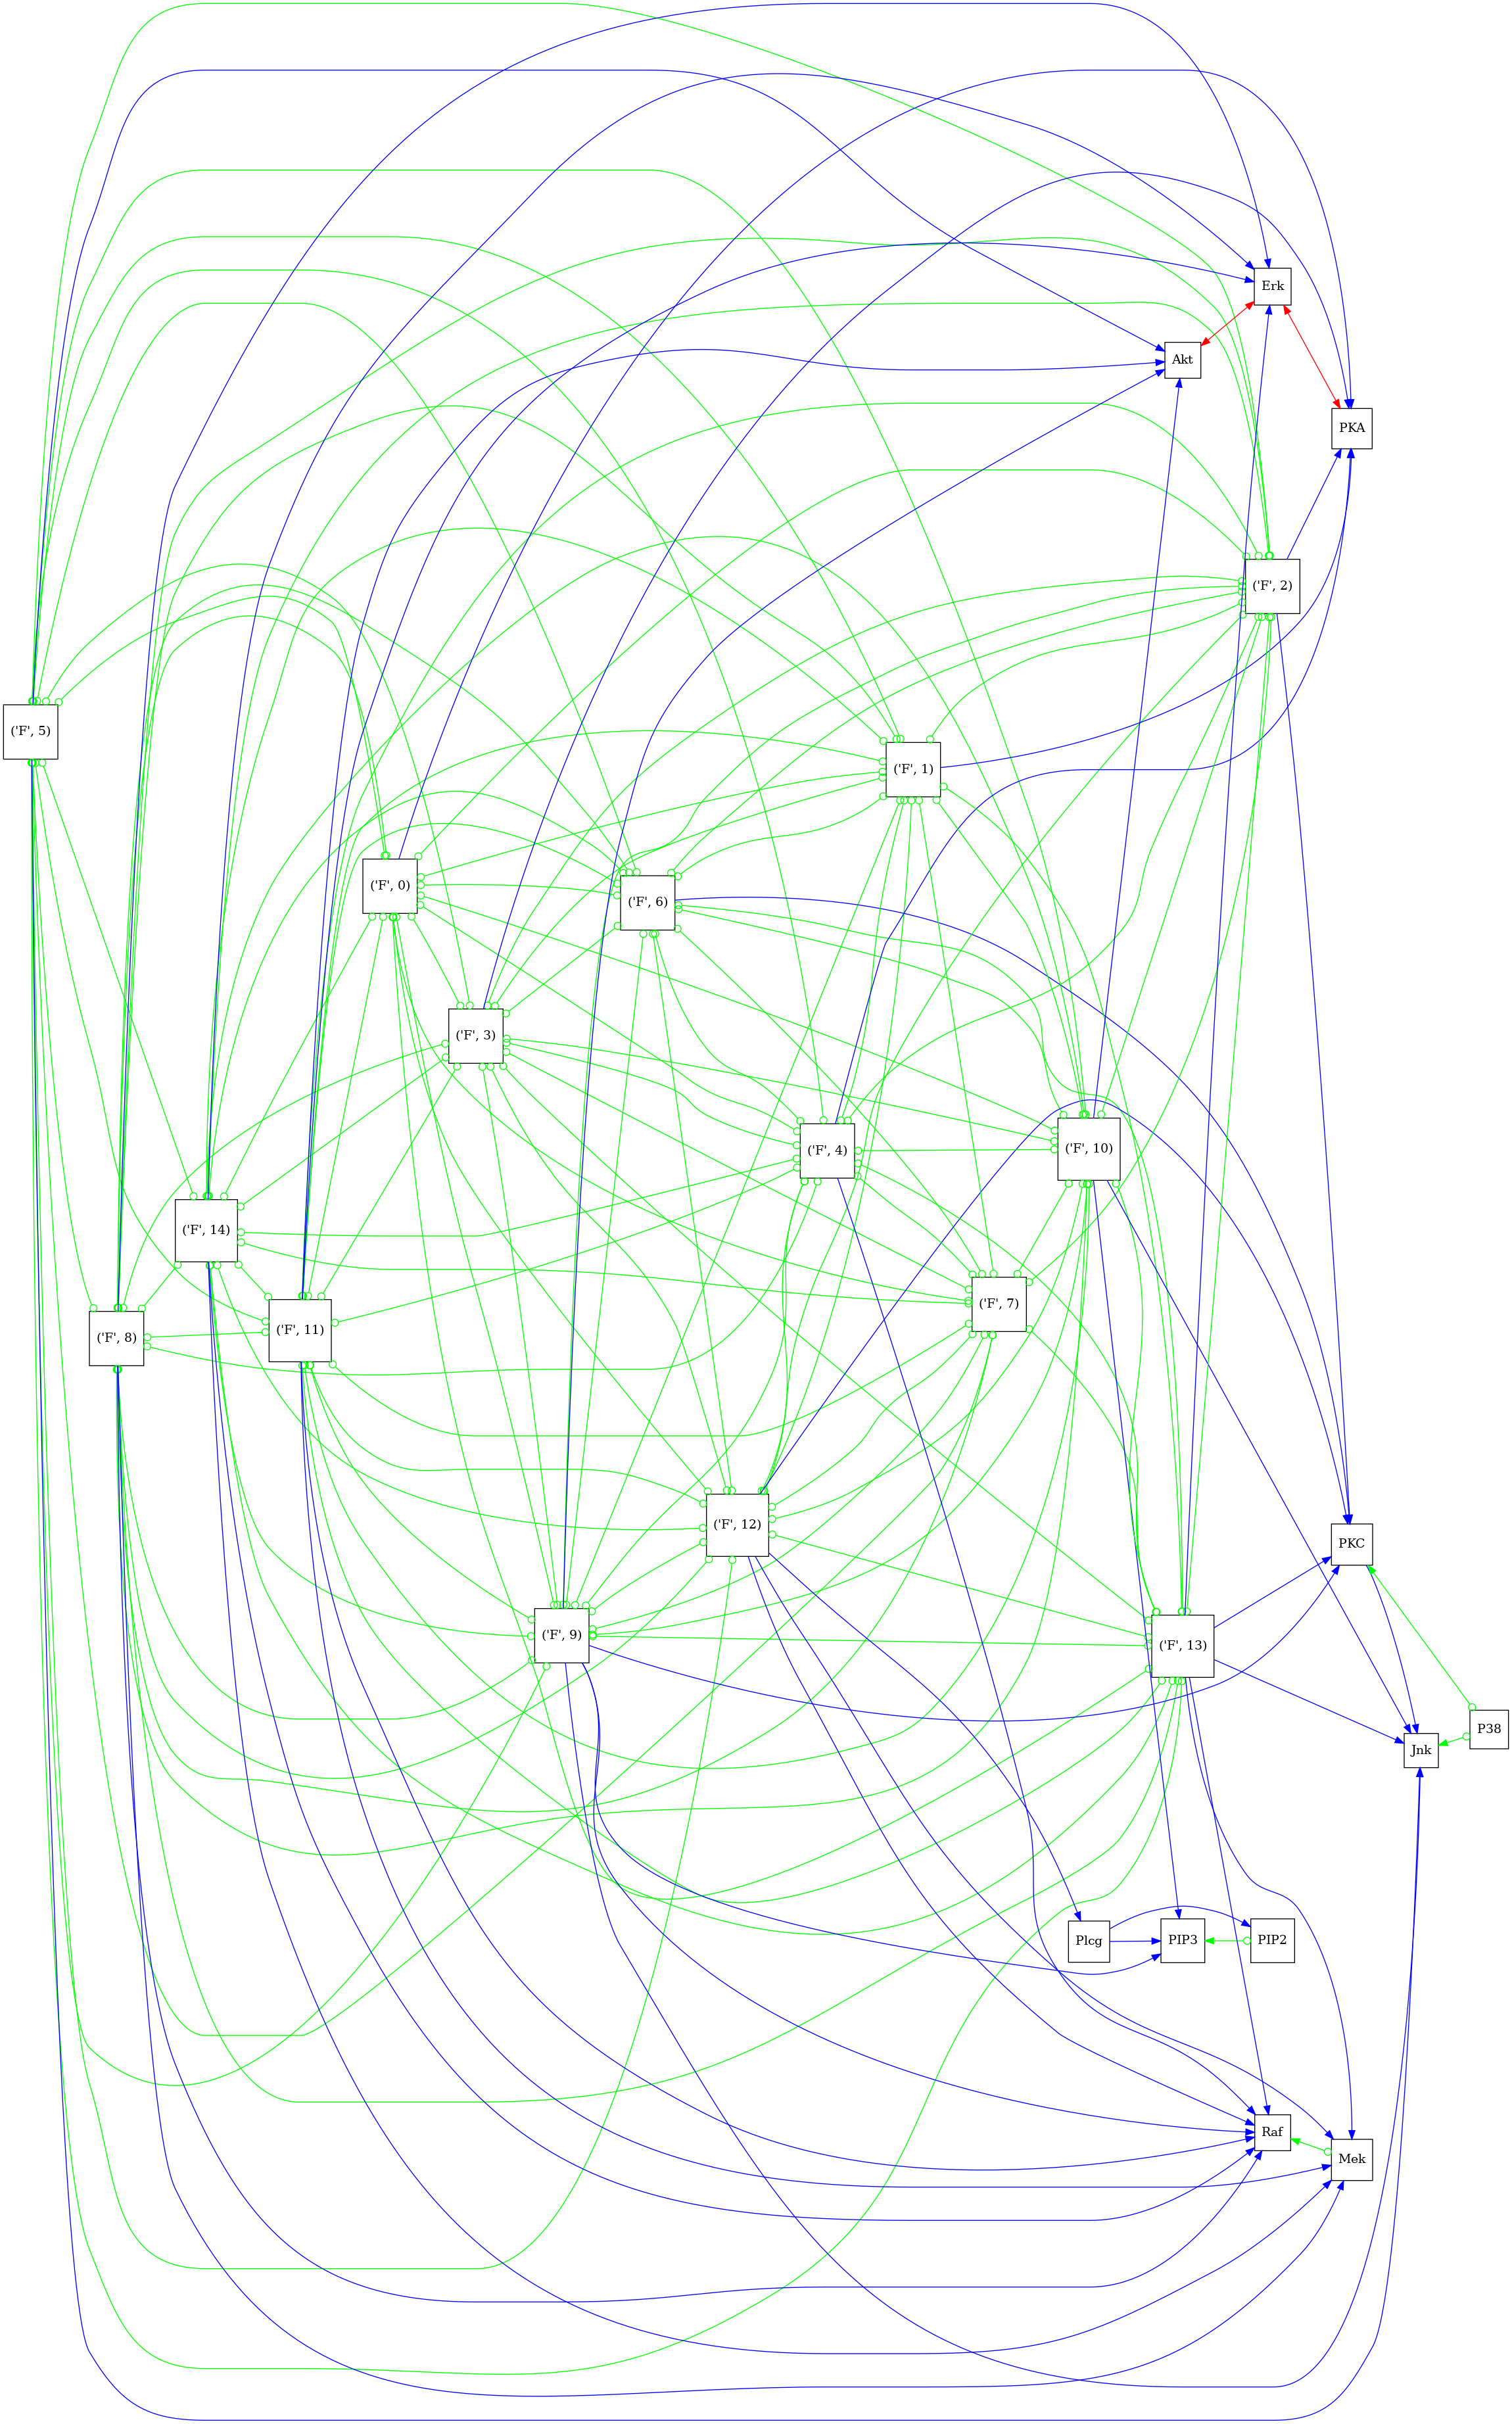 Erk
Akt
PKA
('F', 2)
('F', 5)
('F', 1)
('F', 0)
('F', 6)
('F', 3)
('F', 4)
('F', 10)
('F', 14)
('F', 7)
('F', 11)
('F', 8)
('F', 12)
PKC
('F', 9)
('F', 13)
P38
Jnk
Plcg
PIP3
PIP2
Raf
Mek